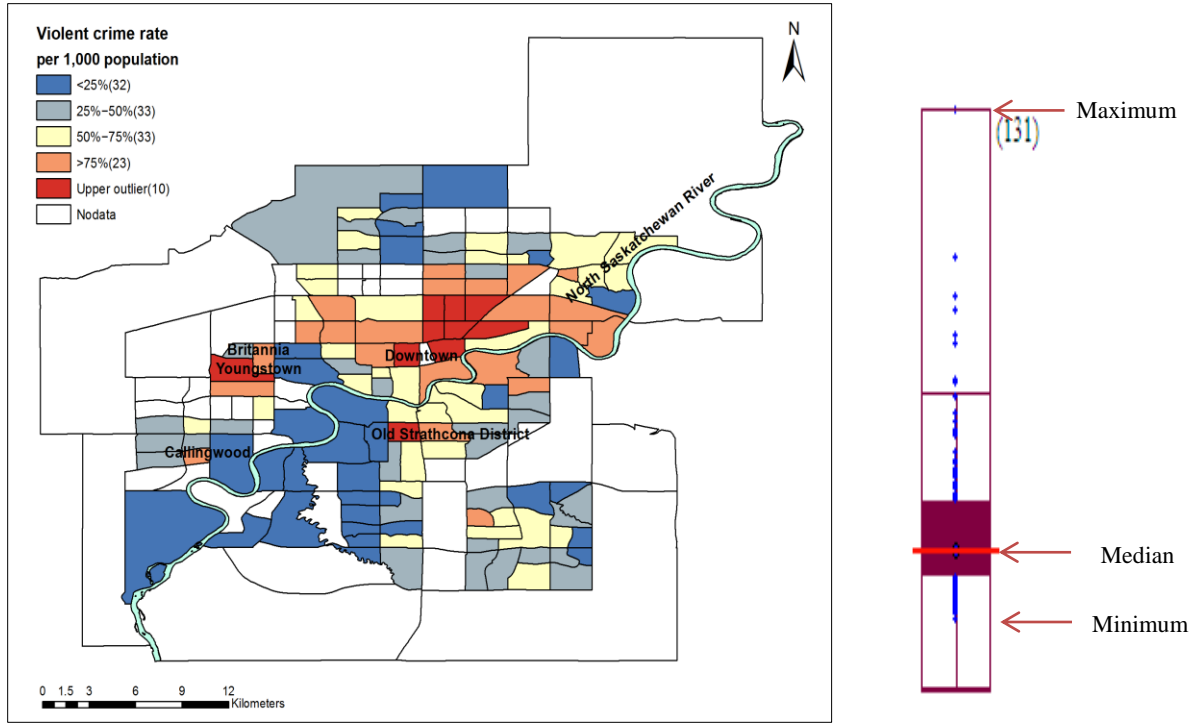 Violent crime rate
per 1,000 population
<25%(32)
25%−50%(33)
50%−75%(33)
>75%(23)
Upper outlier(10)
Nodata
N
North Saskatchewan River
Britannia
Youngstown
Downtown
Old Strathcona District
Callingwood
0 1.5 3 6 9 12
Kilometers
Maximum
(131)
Median
Minimum